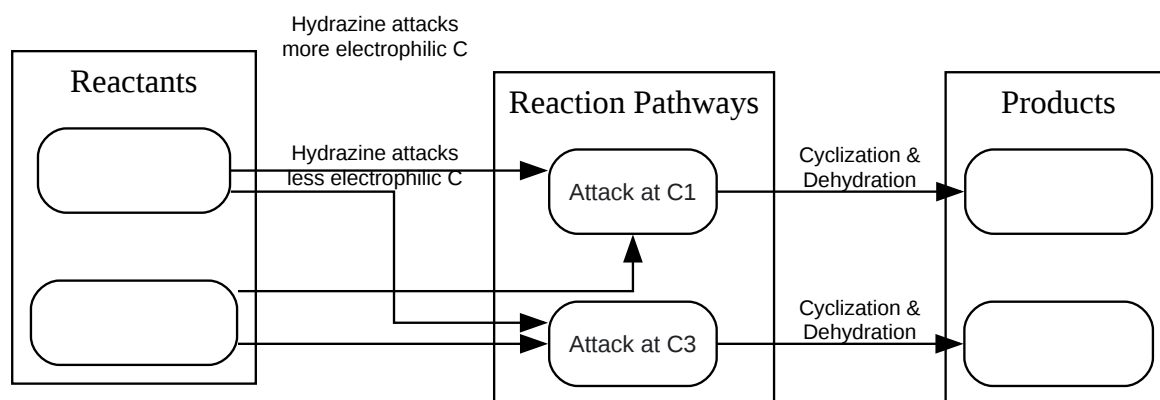 Hydrazine attacks
more electrophilic C
Reactants
Reaction Pathways
Products
Hydrazine attacks
less electrophilic C
Attack at C1
Cyclization &
Dehydration
Attack at C3
Cyclization &
Dehydration